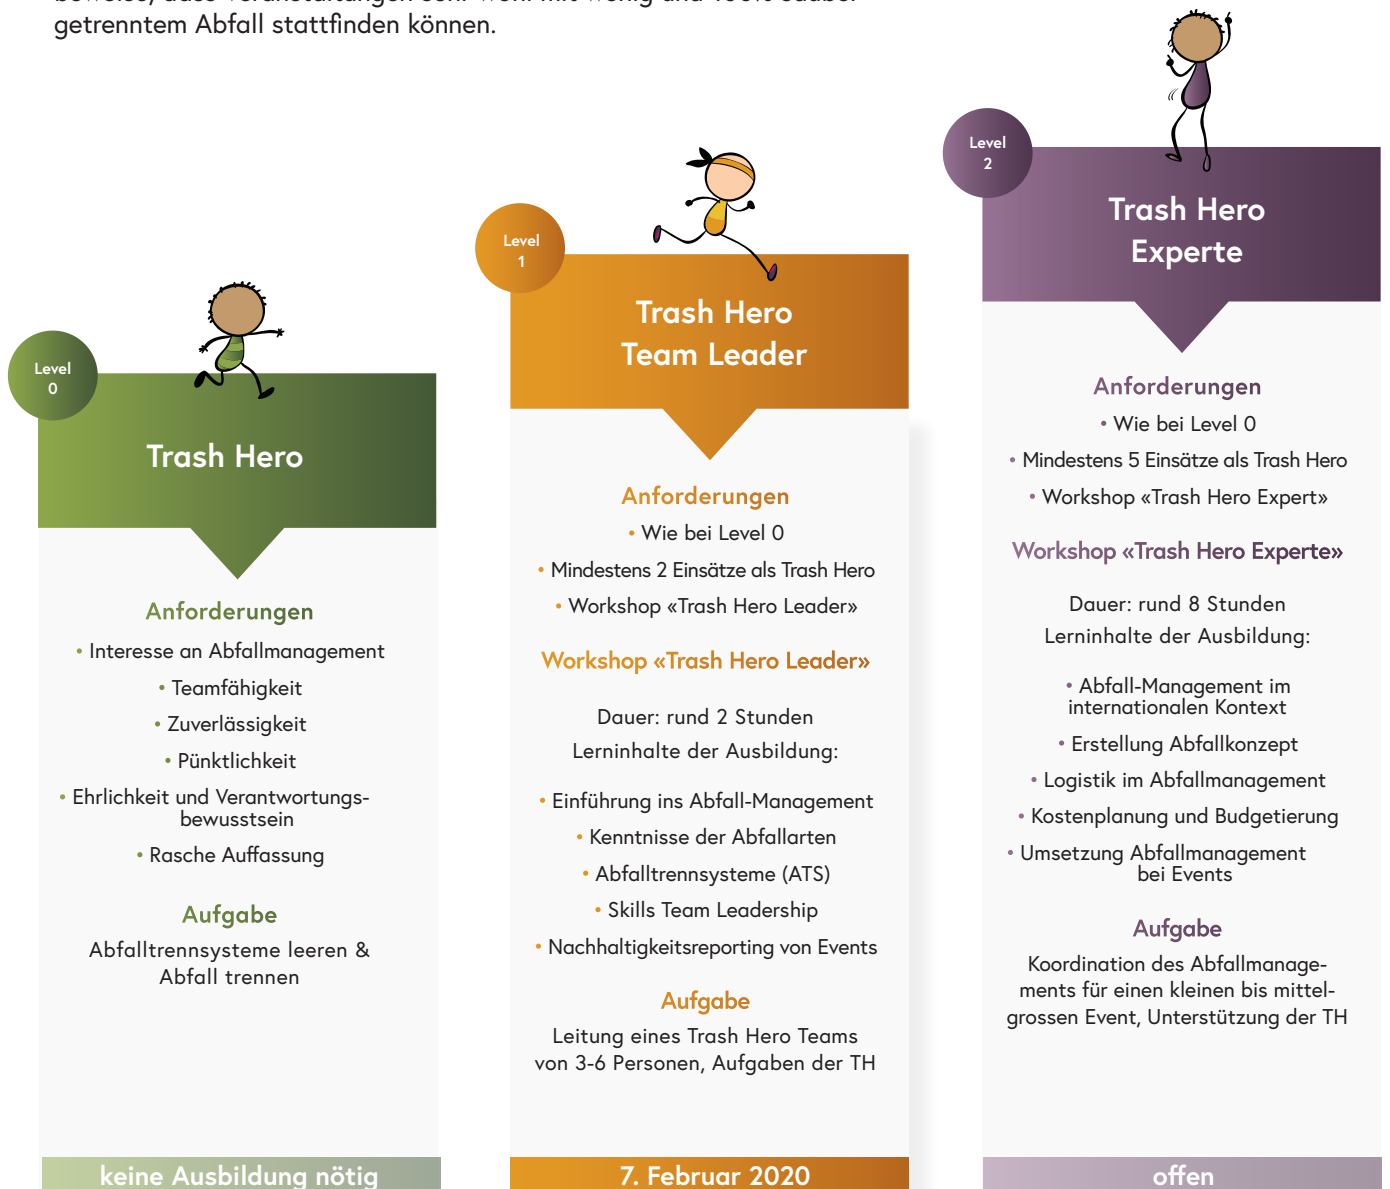 getrenntem Abfall stattfinden können.
Level
0
Trash Hero
Anforderungen
• Interesse an Abfallmanagement
• Teamfähigkeit
• Zuverlässigkeit
• Pünktlichkeit
• Ehrlichkeit und Verantwortungs-
bewusstsein
• Rasche Auffassung
Aufgabe
Abfalltrennsysteme leeren &
Abfall trennen
keine Ausbildung nötig
Level
1
Trash Hero
Team Leader
Anforderungen
• Wie bei Level 0
• Mindestens 2 Einsätze als Trash Hero
• Workshop «Trash Hero Leader»
Workshop «Trash Hero Leader»
Dauer: rund 2 Stunden
Lerninhalte der Ausbildung:
• Einführung ins Abfall-Management
• Kenntnisse der Abfallarten
• Abfalltrennsysteme (ATS)
• Skills Team Leadership
• Nachhaltigkeitsreporting von Events
Aufgabe
Leitung eines Trash Hero Teams
von 3-6 Personen, Aufgaben der TH
7. Februar 2020
Level
2
Trash Hero
Experte
Anforderungen
• Wie bei Level 0
• Mindestens 5 Einsätze als Trash Hero
• Workshop «Trash Hero Expert»
Workshop «Trash Hero Experte»
Dauer: rund 8 Stunden
Lerninhalte der Ausbildung:
• Abfall-Management im
internationalen Kontext
• Erstellung Abfallkonzept
• Logistik im Abfallmanagement
• Kostenplanung und Budgetierung
• Umsetzung Abfallmanagement
bei Events
Aufgabe
Koordination des Abfallmanage-
ments für einen kleinen bis mittel-
grossen Event, Unterstützung der TH
offen